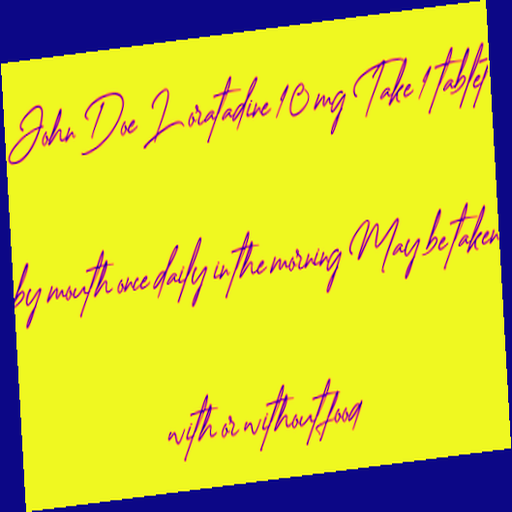 John Doe Loratadine 10 mg Take 1 tablet
by mouth once daily in the morning May be taken
with or without food